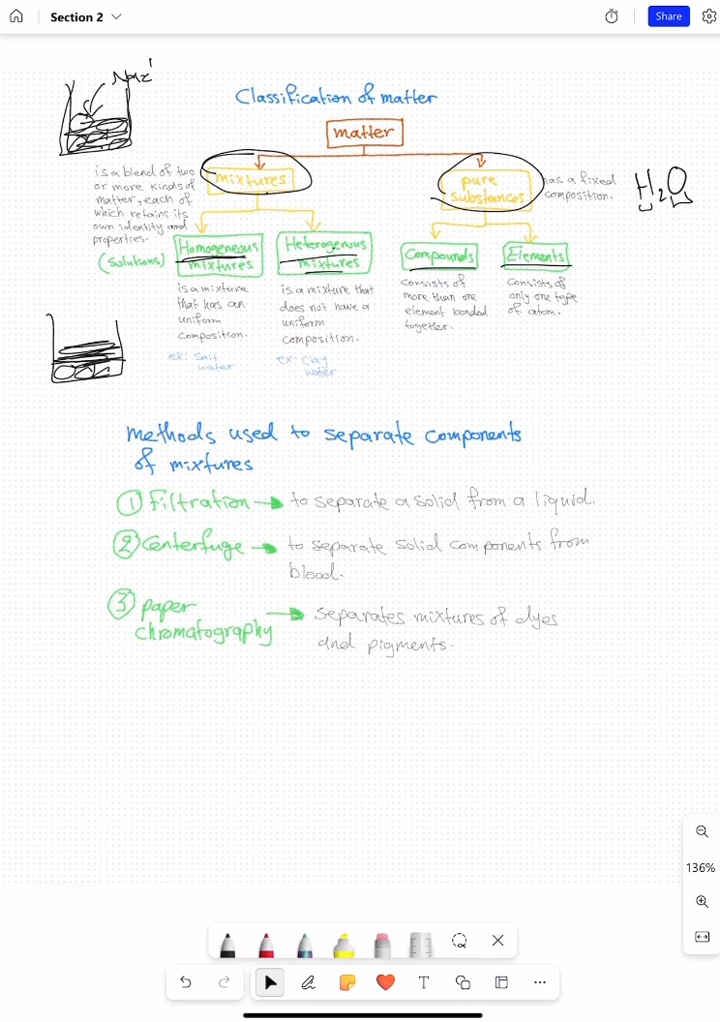 Section 2
Share
Classification of matter
matter
mixtures
pure
substances
is a blend of two
or more kinds of
matter, each of
which retains its
own identity and
properties.
has a fixed
composition.
H2O
(Solutions)
Homogeneous
mixtures
Heterogenous
mixtures
Compounds
Elements
is a mixture
that has an
uniform
composition.
ex: Salt
water
is a mixture that
does not have a
uniform
composition.
ex: Clay
water
consists of
more than one
element bonded
together.
Consists of
only one type
of atom.
methods used to separate components
of mixtures
① Filtration → to separate a solid from a liquid.
② Centerfuge → to separate solid components from
blood.
③ paper
chromatography → separates mixtures of dyes
and pigments.
136%
T